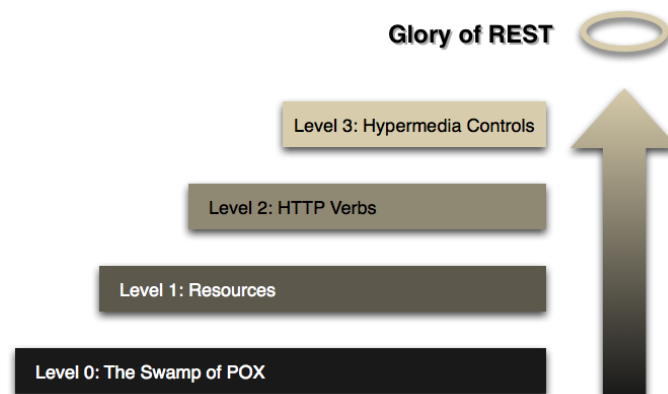 Glory of REST
Level 3: Hypermedia Controls
Level 2: HTTP Verbs
Level 1: Resources
Level 0: The Swamp of POX